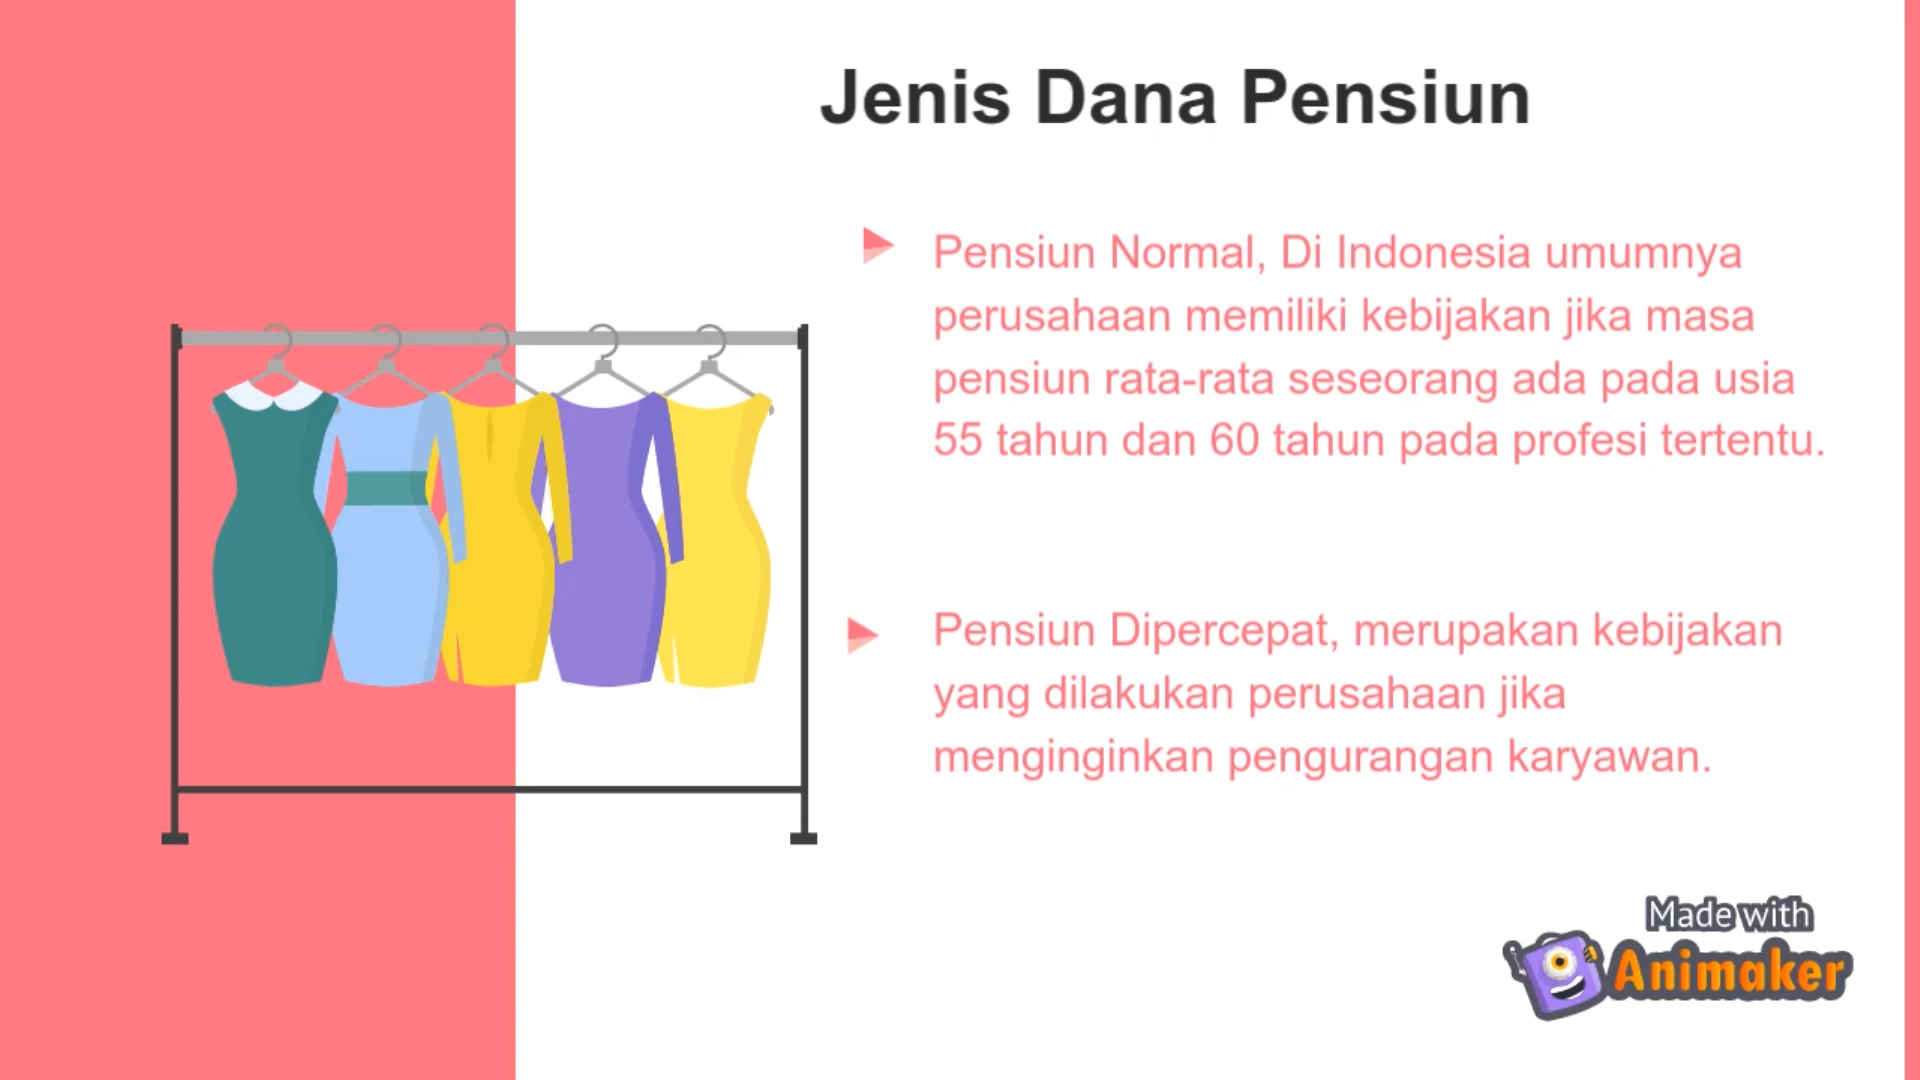 Jenis Dana Pensiun
Pensiun Normal, Di Indonesia umumnya
perusahaan memiliki kebijakan jika masa
pensiun rata-rata seseorang ada pada usia
55 tahun dan 60 tahun pada profesi tertentu.
Pensiun Dipercepat, merupakan kebijakan
yang dilakukan perusahaan jika
menginginkan pengurangan karyawan.
Made with
Animaker